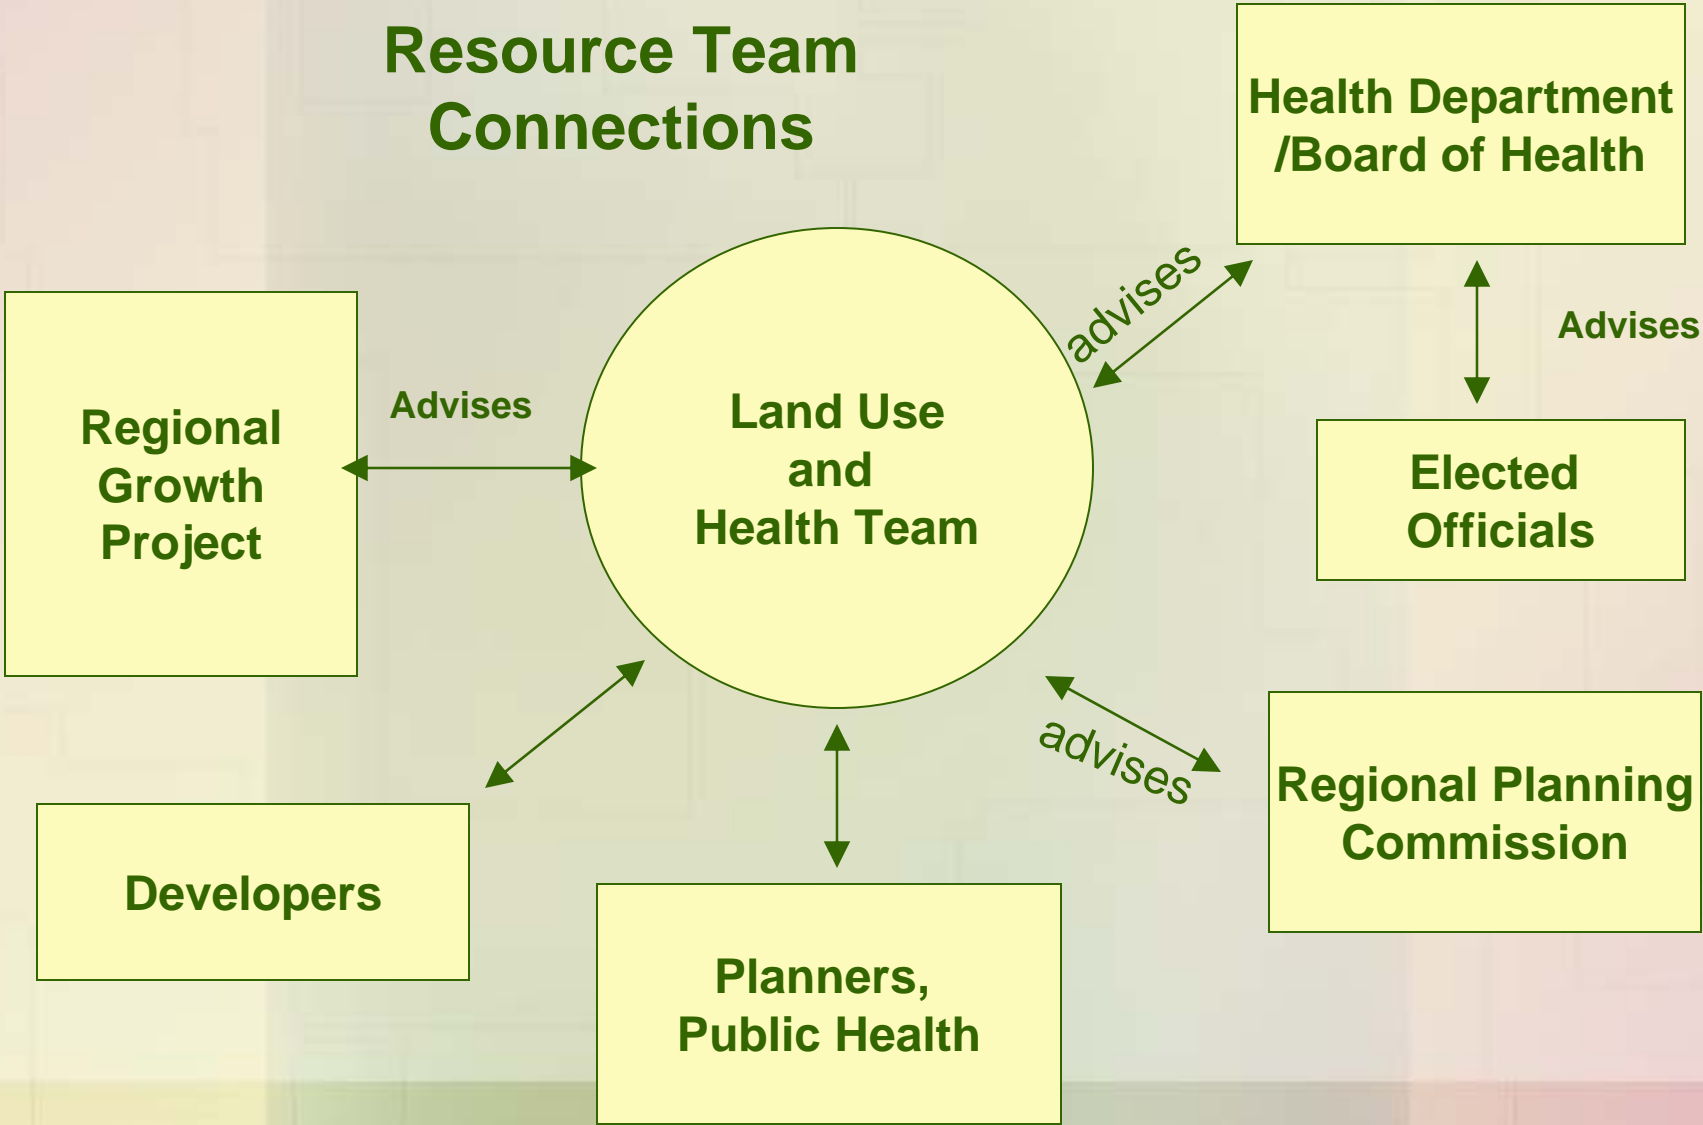 Resource Team
Connections
Health Department
/Board of Health
advises
Advises
Regional
Growth
Project
Advises
Land Use
and
Health Team
Elected
Officials
advises
Regional Planning
Commission
Developers
Planners,
Public Health